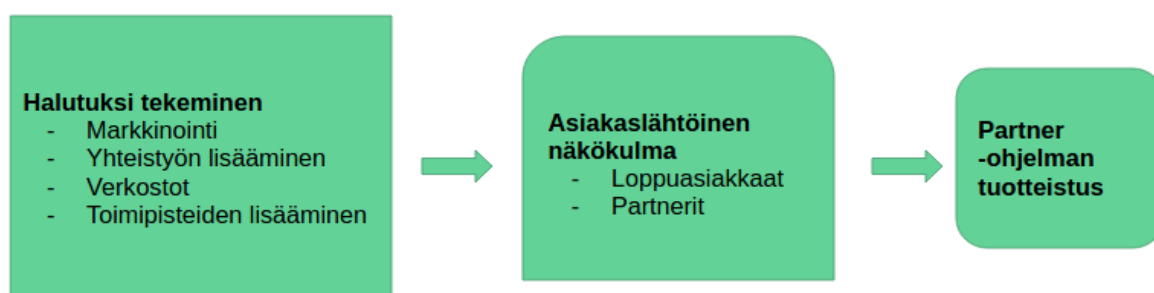 Halutuksi tekeminen
- Markkinointi
- Yhteistyön lisääminen
- Verkostot
- Toimipisteiden lisääminen
Asiakaslähtöinen
näkökulma
- Loppuasiakkaat
- Partnerit
Partner
-ohjelman
tuotteistus